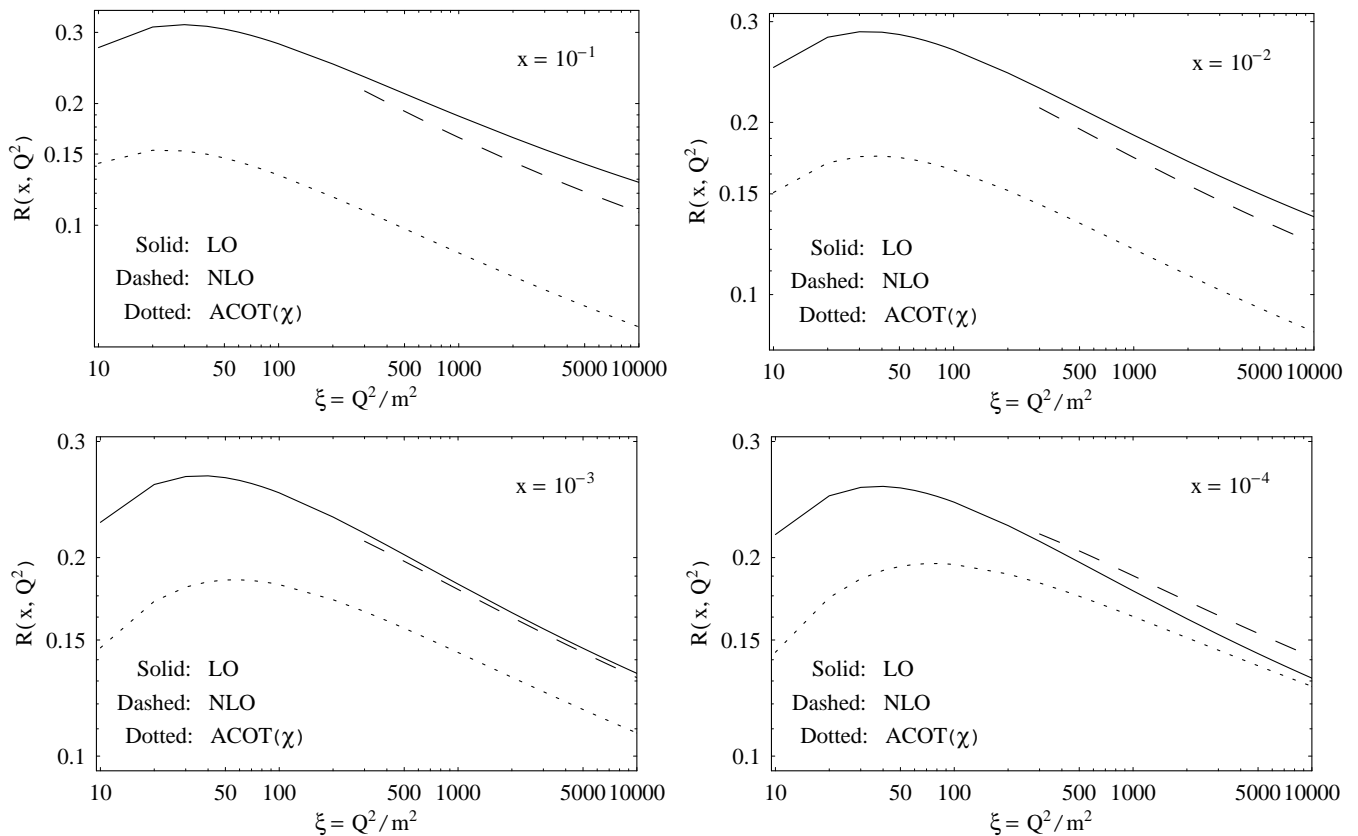 0.3
0.2
0.15
0.1
R( x, Q²)
x = 10⁻¹
Solid: LO
Dashed: NLO
Dotted: ACOT(χ)
10 50 100 500 1000 5000 10000
ξ = Q²/m²
0.3
0.2
0.15
0.1
R( x, Q²)
x = 10⁻²
Solid: LO
Dashed: NLO
Dotted: ACOT(χ)
10 50 100 500 1000 5000 10000
ξ = Q²/m²
0.3
0.2
0.15
0.1
R( x, Q²)
x = 10⁻³
Solid: LO
Dashed: NLO
Dotted: ACOT(χ)
10 50 100 500 1000 5000 10000
ξ = Q²/m²
0.3
0.2
0.15
0.1
R( x, Q²)
x = 10⁻⁴
Solid: LO
Dashed: NLO
Dotted: ACOT(χ)
10 50 100 500 1000 5000 10000
ξ = Q²/m²